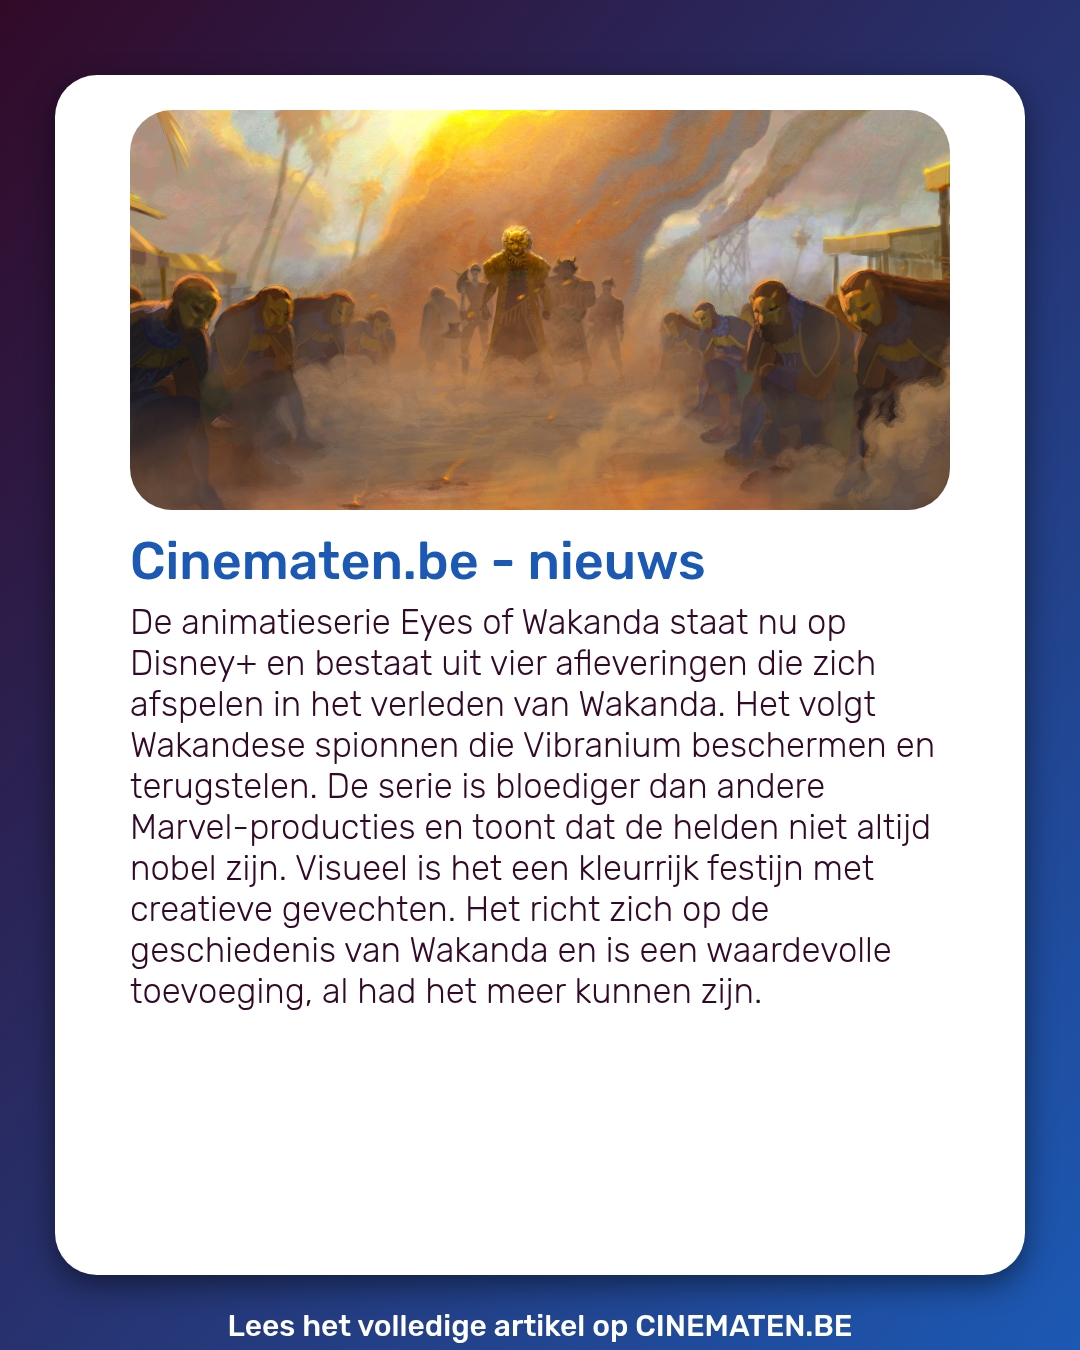 Cinematen.be - nieuws
De animatieserie Eyes of Wakanda staat nu op
Disney+ en bestaat uit vier afleveringen die zich
afspelen in het verleden van Wakanda. Het volgt
Wakandese spionnen die Vibranium beschermen en
terugstelen. De serie is bloediger dan andere
Marvel-producties en toont dat de helden niet altijd
nobel zijn. Visueel is het een kleurrijk festijn met
creatieve gevechten. Het richt zich op de
geschiedenis van Wakanda en is een waardevolle
toevoeging, al had het meer kunnen zijn.
Lees het volledige artikel op CINEMATEN.BE